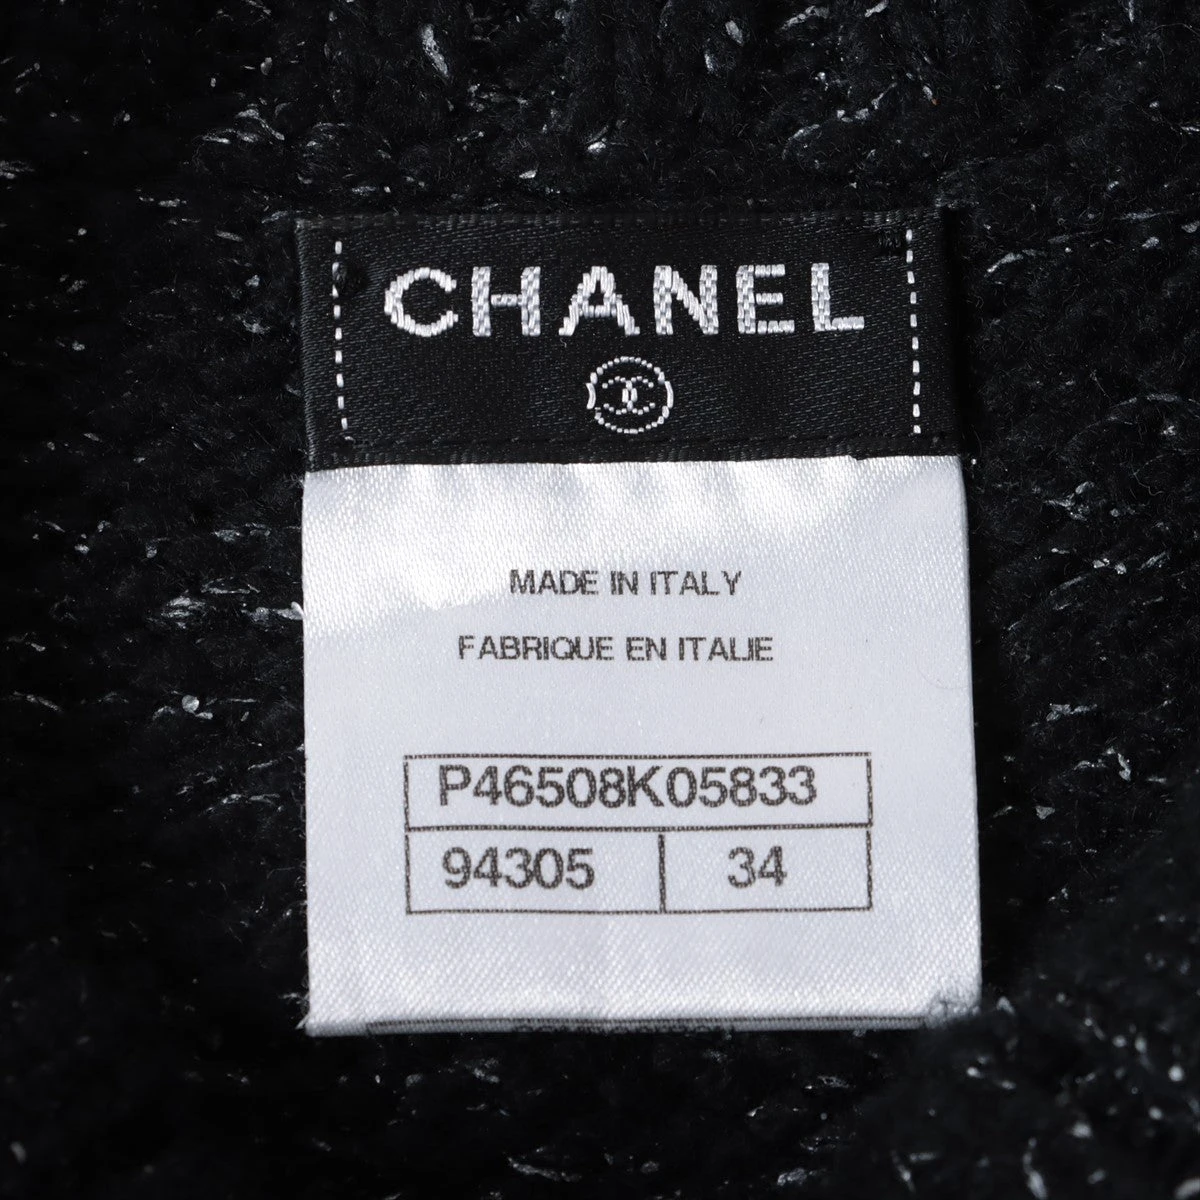 CHANEL
MADE IN ITALY
FABRIQUE EN ITALIE
P46508K05833
94305 34